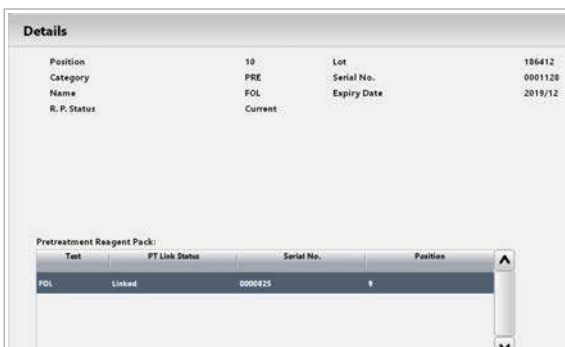 Details
Position 10 Lot 186412
Category PRE Serial No. 0001128
Name FOL Expiry Date 2019/12
R. P. Status Current
Pretreatment Reagent Pack:
Test PT Link Status Serial No. Position
FOL Linked 0000825 9